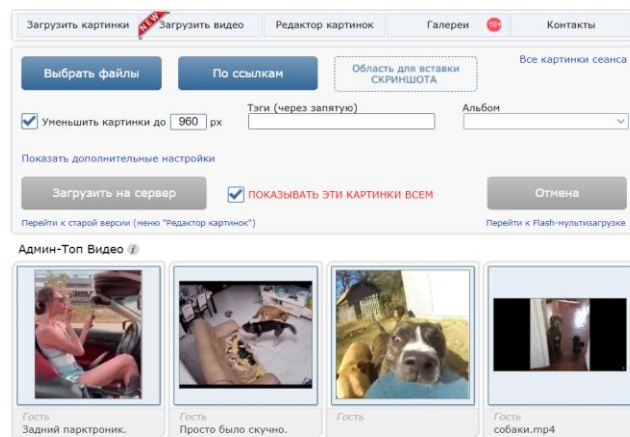 Загрузить картинки
NEW
Загрузить видео
Редактор картинок
Галереи
18+
Контакты
Выбрать файлы
По ссылкам
Область для вставки
СКРИНШОТА
Все картинки сеанса
Уменьшить картинки до 960 px
Тэги (через запятую)
Альбом
Показать дополнительные настройки
Загрузить на сервер
ПОКАЗЫВАТЬ ЭТИ КАРТИНКИ ВСЕМ
Отмена
Перейти к старой версии (меню "Редактор картинок")
Перейти к Flash-мультизагрузке
Админ-Топ Видео i
Гость
Задний парктроник.
Гость
Просто было скучно.
Гость
Гость
собаки.mp4